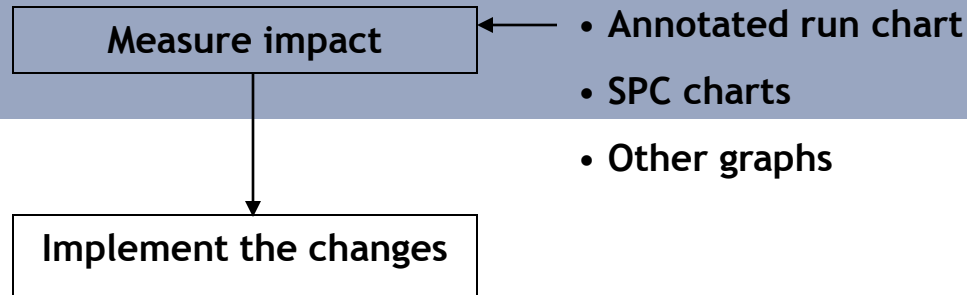 Measure impact
• Annotated run chart
• SPC charts
• Other graphs
Implement the changes